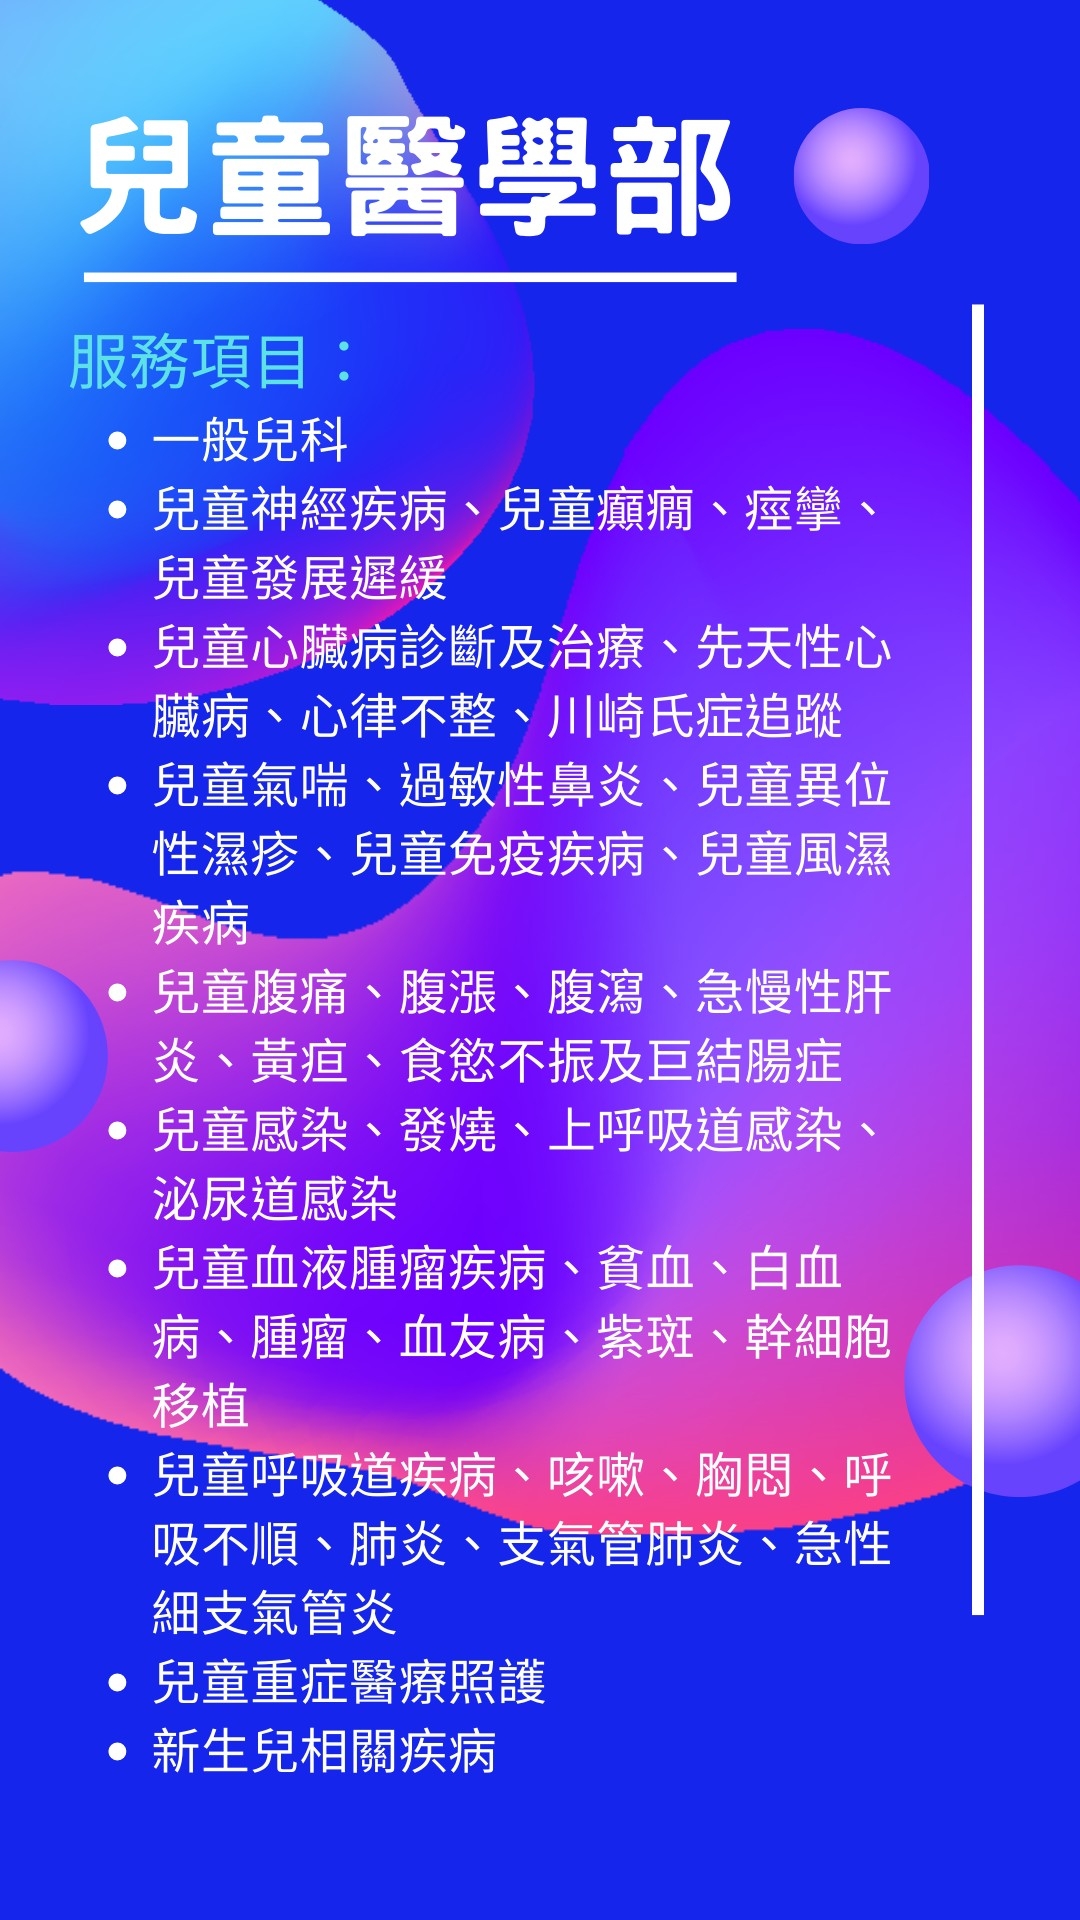 兒童醫學部
服務項目：
• 一般兒科
• 兒童神經疾病、兒童癲癇、痙攣、
兒童發展遲緩
• 兒童心臟病診斷及治療、先天性心
臟病、心律不整、川崎氏症追蹤
• 兒童氣喘、過敏性鼻炎、兒童異位
性濕疹、兒童免疫疾病、兒童風濕
疾病
• 兒童腹痛、腹漲、腹瀉、急慢性肝
炎、黃疸、食慾不振及巨結腸症
• 兒童感染、發燒、上呼吸道感染、
泌尿道感染
• 兒童血液腫瘤疾病、貧血、白血
病、腫瘤、血友病、紫斑、幹細胞
移植
• 兒童呼吸道疾病、咳嗽、胸悶、呼
吸不順、肺炎、支氣管肺炎、急性
細支氣管炎
• 兒童重症醫療照護
• 新生兒相關疾病